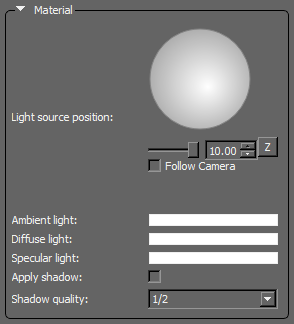 Material
Light source position:
10.00 Z
Follow Camera
Ambient light:
Diffuse light:
Specular light:
Apply shadow:
Shadow quality: 1/2